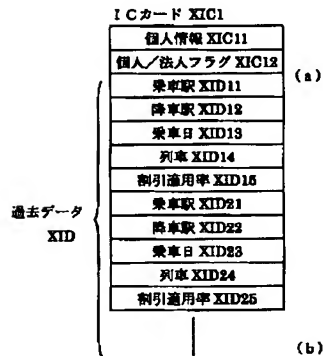 ICカード XIC1
個人情報 XIC11
個人／法人フラグ XIC12
(a)
乗車駅 XID11
降車駅 XID12
乗車日 XID13
列車 XID14
割引適用率 XID15
過去データ
XID
乗車駅 XID21
降車駅 XID22
乗車日 XID23
列車 XID24
割引適用率 XID25
(b)